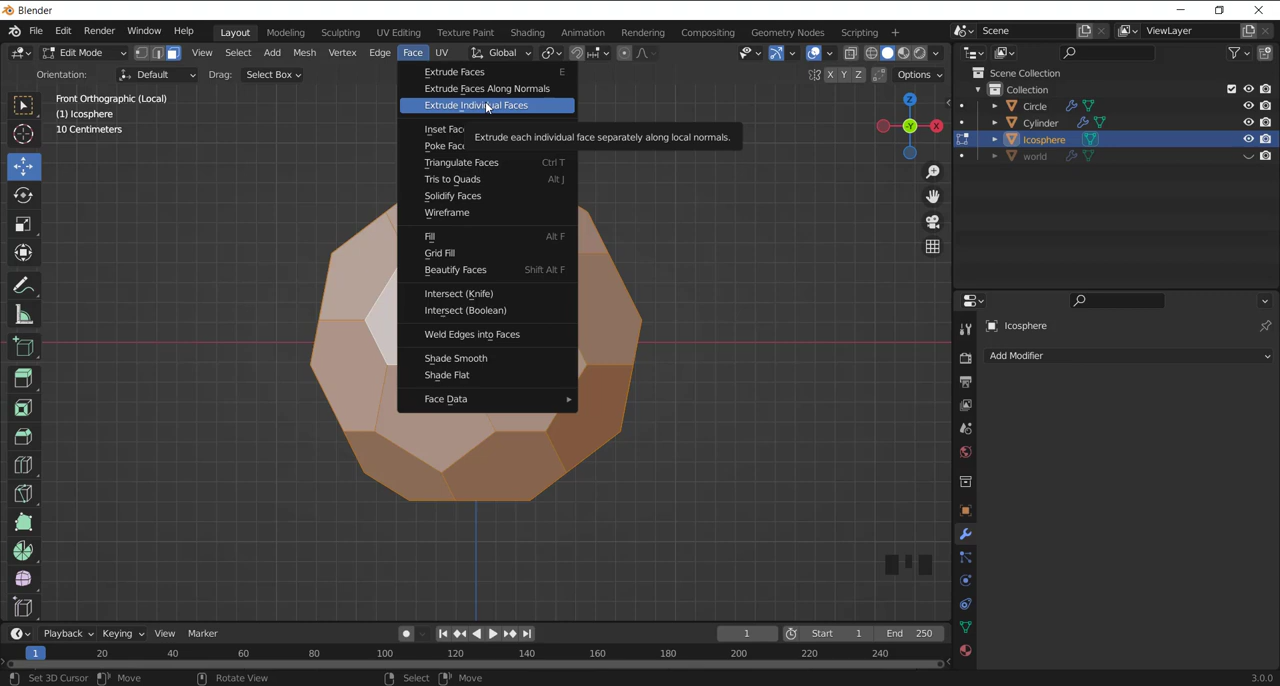 Blender
File Edit Render Window Help Layout Modeling Sculpting UV Editing Texture Paint Shading Animation Rendering Compositing Geometry Nodes Scripting + Scene ViewLayer
Edit Mode View Select Add Mesh Vertex Edge Face UV Global
Orientation: Default Drag: Select Box X Y Z Options
Front Orthographic (Local)
(1) Icosphere
10 Centimeters
Extrude Faces E
Extrude Faces Along Normals
Extrude Individual Faces
Inset Fac
Extrude each individual face separately along local normals.
Poke Fac
Triangulate Faces Ctrl T
Tris to Quads Alt J
Solidify Faces
Wireframe
Fill Alt F
Grid Fill
Beautify Faces Shift Alt F
Intersect (Knife)
Intersect (Boolean)
Weld Edges into Faces
Shade Smooth
Shade Flat
Face Data
Z
Y
X
Scene Collection
Collection
Circle
Cylinder
Icosphere
world
Icosphere
Add Modifier
Playback Keying View Marker 1 Start 1 End 250
1 20 40 60 80 100 120 140 160 180 200 220 240
Set 3D Cursor Move Rotate View Select Move 3.0.0